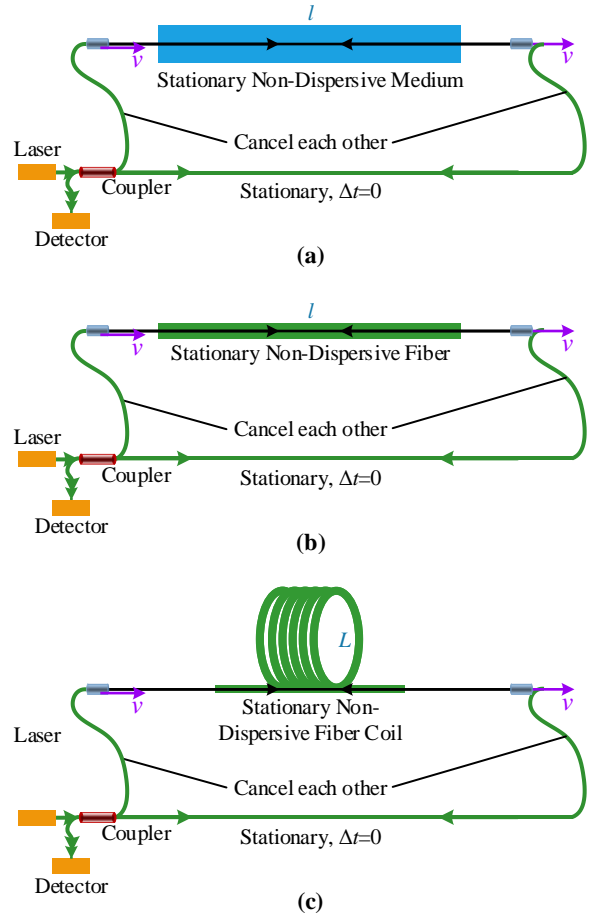 l
v
v
Stationary Non-Dispersive Medium
Cancel each other
Laser
Coupler
Stationary, Δt=0
Detector
(a)
l
v
v
Stationary Non-Dispersive Fiber
Cancel each other
Laser
Coupler
Stationary, Δt=0
Detector
(b)
L
v
v
Stationary Non-
Dispersive Fiber Coil
Laser
Cancel each other
Coupler
Stationary, Δt=0
Detector
(c)